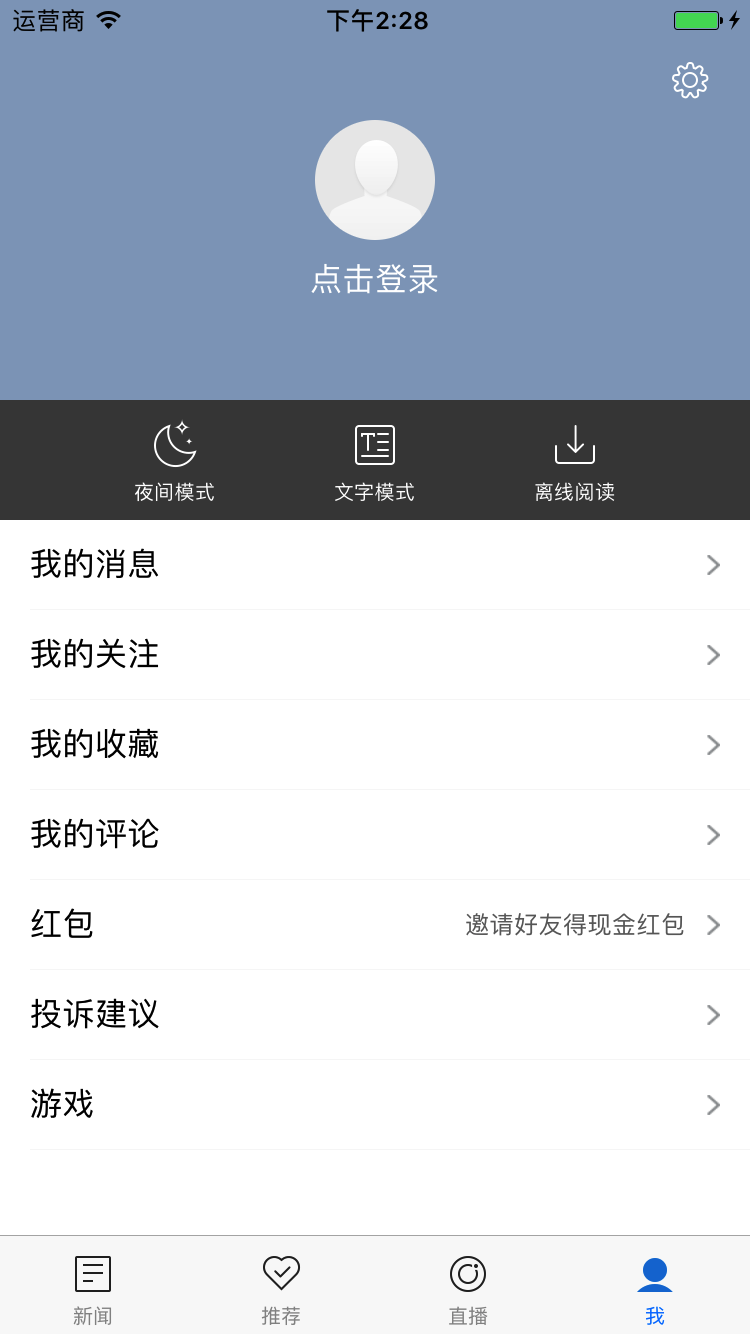 运营商 下午2:28
点击登录
夜间模式 文字模式 离线阅读
我的消息
我的关注
我的收藏
我的评论
红包 邀请好友得现金红包
投诉建议
游戏
新闻 推荐 直播 我